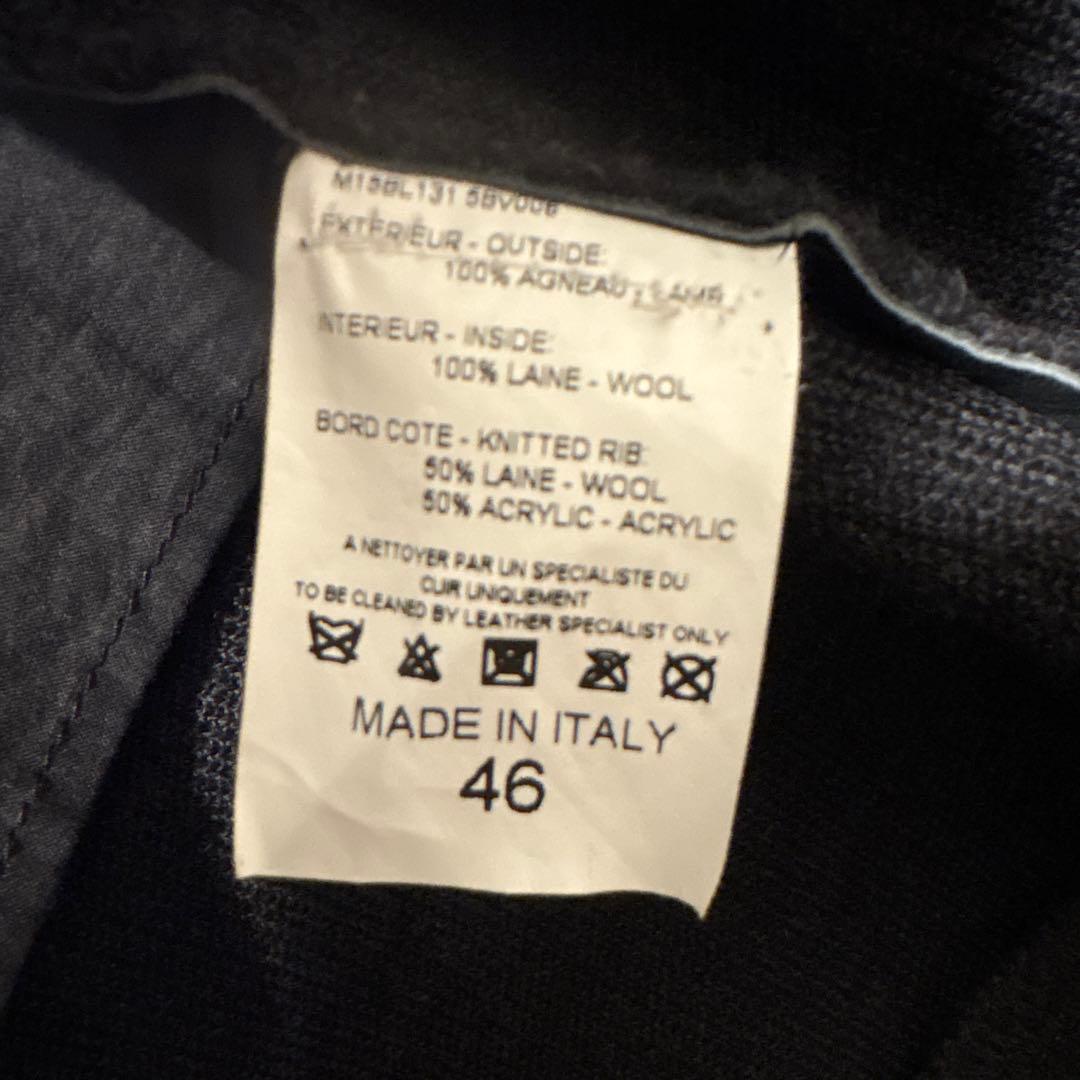 M15BL131 5BV006
EXTERIEUR - OUTSIDE:
100% AGNEAU - LAMB
INTERIEUR - INSIDE:
100% LAINE - WOOL
BORD COTE - KNITTED RIB:
50% LAINE - WOOL
50% ACRYLIC - ACRYLIC
A NETTOYER PAR UN SPECIALISTE DU
CUIR UNIQUEMENT
TO BE CLEANED BY LEATHER SPECIALIST ONLY
MADE IN ITALY
46